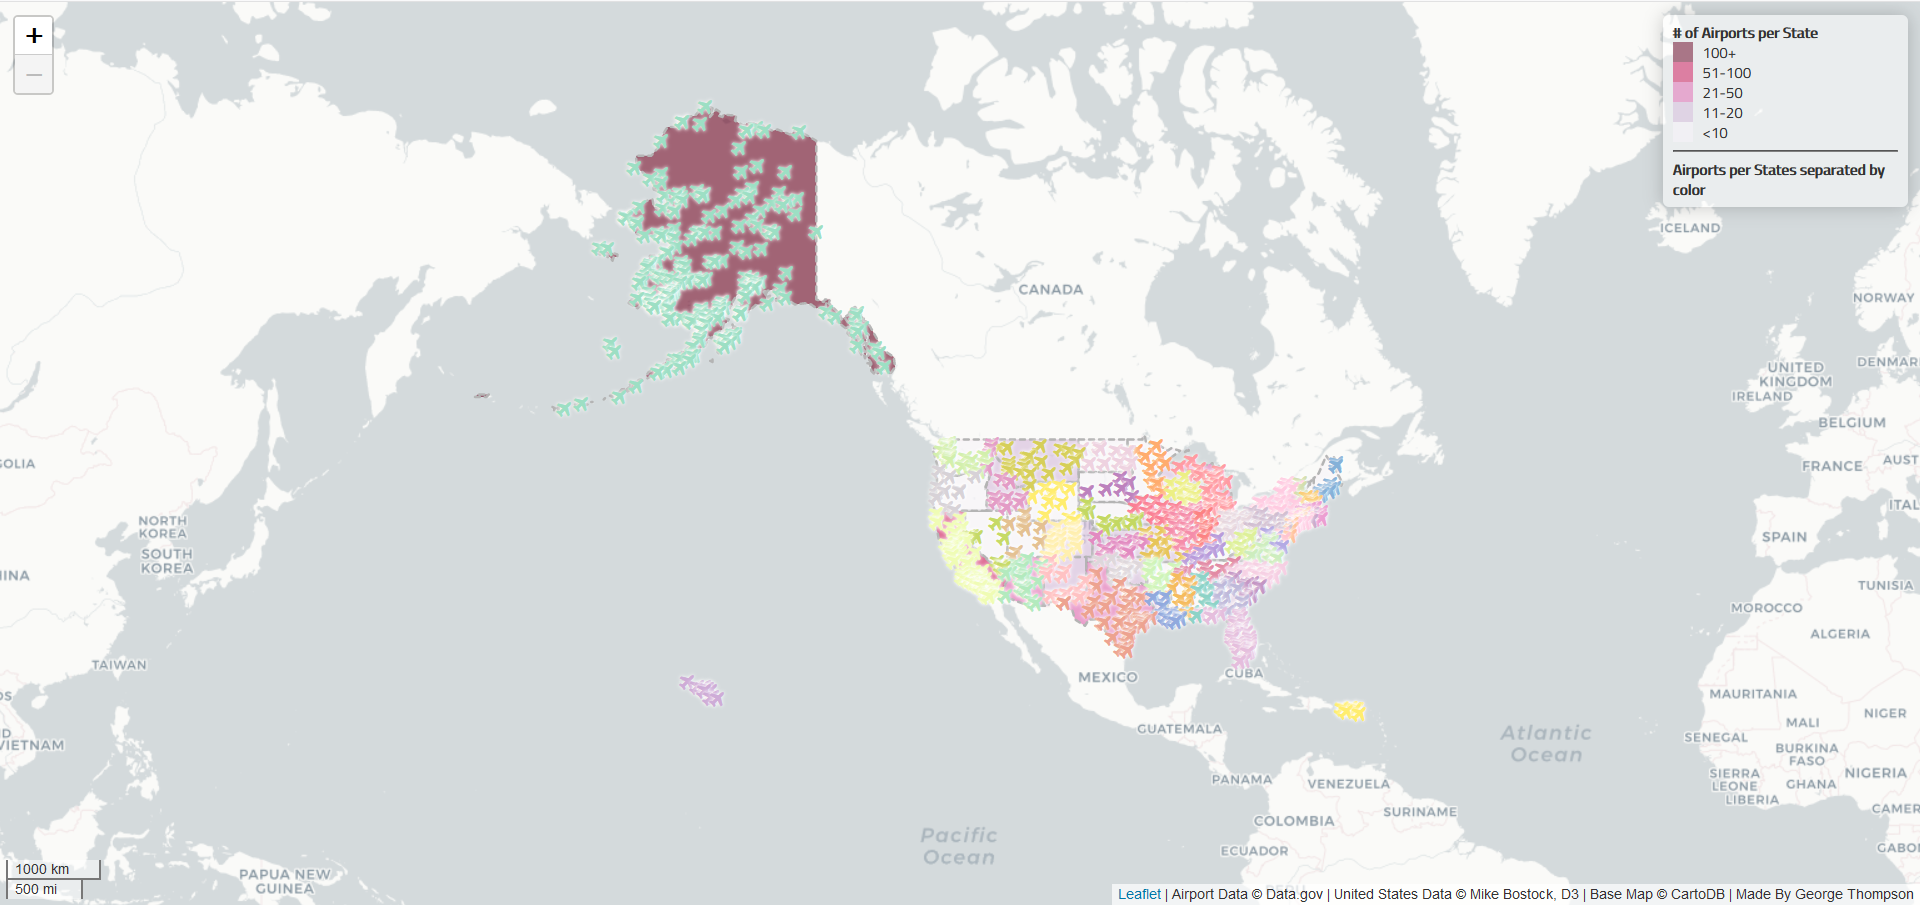 +
−
# of Airports per State
100+
51-100
21-50
11-20
<10
Airports per States separated by
color
ICELAND
CANADA
NORWAY
UNITED
KINGDOM
DENMAR
IRELAND
BELGIUM
OLIA
FRANCE
AUST
ITAL
NORTH
KOREA
SPAIN
SOUTH
KOREA
INA
TUNISIA
MOROCCO
ALGERIA
TAIWAN
MEXICO
CUBA
OS
MAURITANIA
NIGER
GUATEMALA
MALI
Atlantic
Ocean
SENEGAL
D
VIETNAM
BURKINA
FASO
PANAMA
VENEZUELA
SIERRA
LEONE
NIGERIA
GHANA
LIBERIA
SURINAME
CAMER
COLOMBIA
Pacific
Ocean
ECUADOR
GABO
1000 km
500 mi
PAPUA NEW
GUINEA
Leaflet | Airport Data © Data.gov | United States Data © Mike Bostock, D3 | Base Map © CartoDB | Made By George Thompson